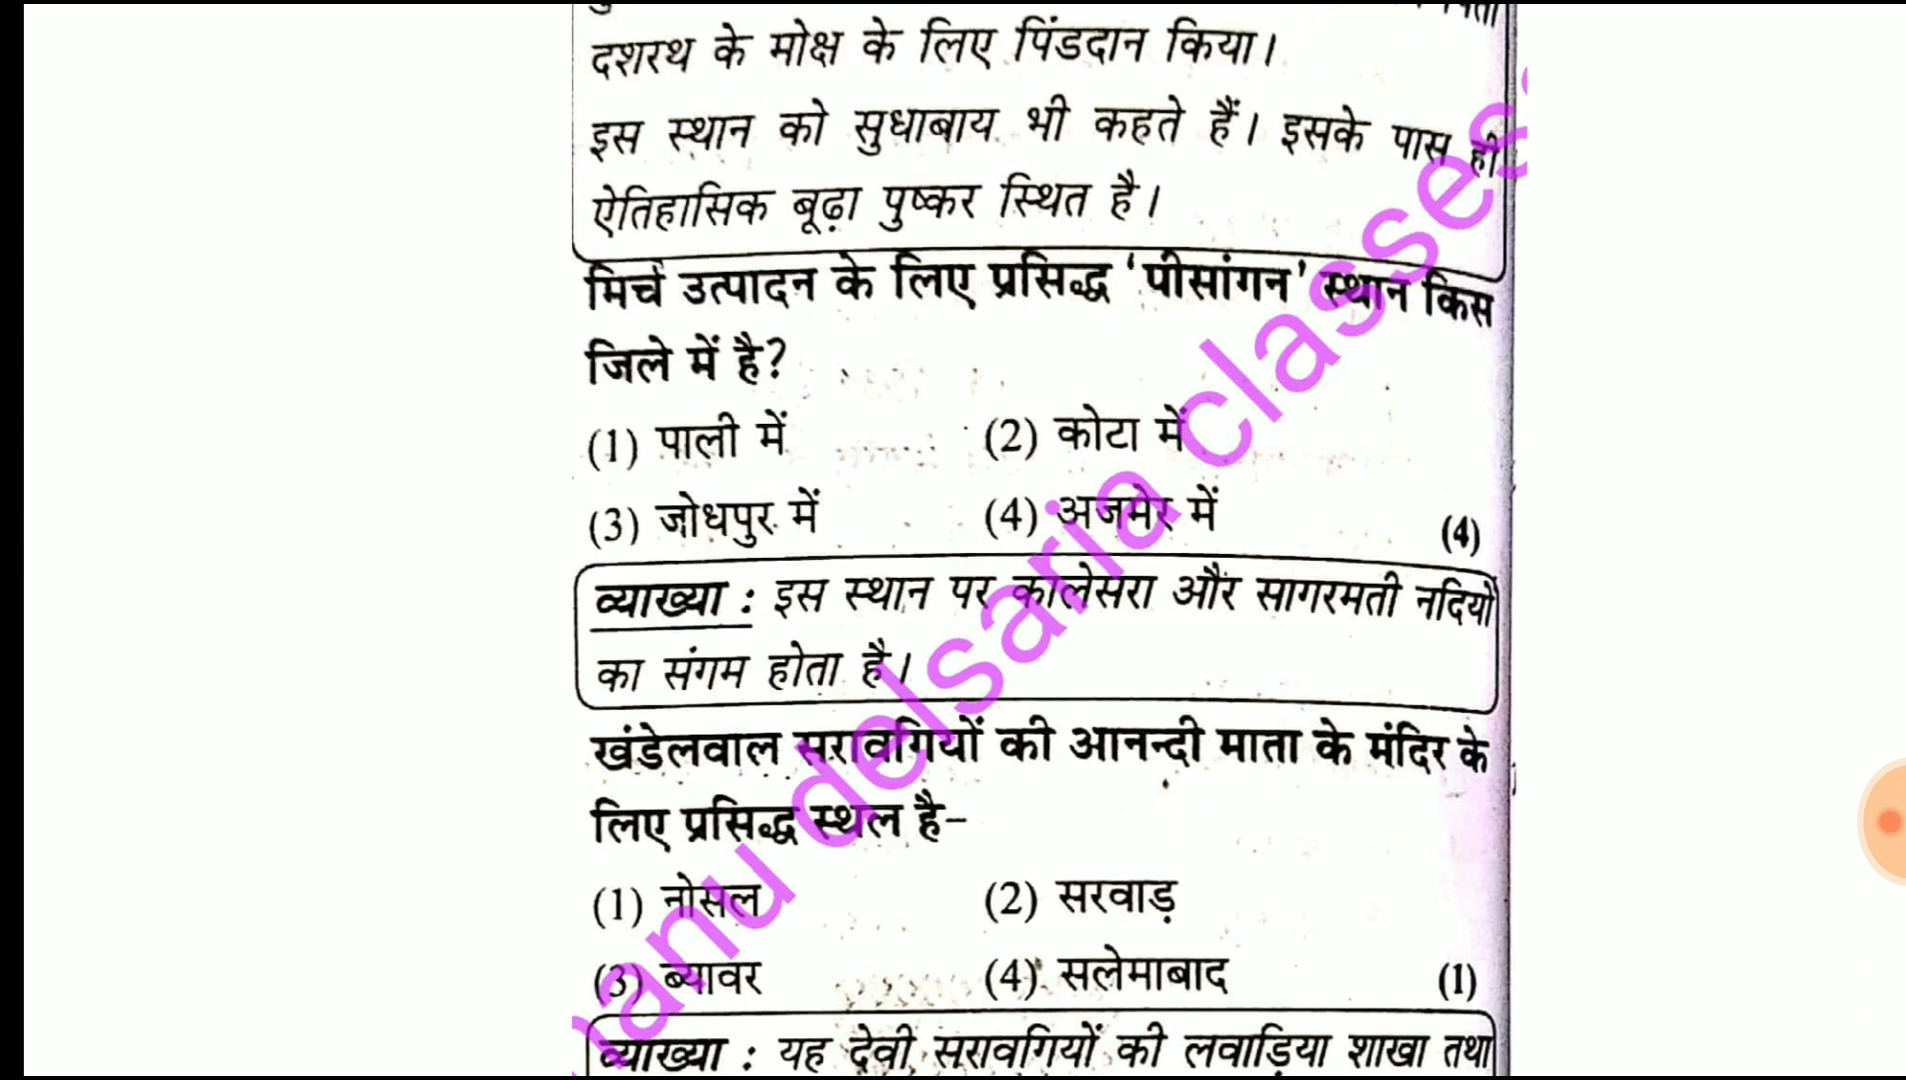 दशरथ के मोक्ष के लिए पिंडदान किया।
इस स्थान को सुधाबाय भी कहते हैं। इसके पास ही
ऐतिहासिक बूढ़ा पुष्कर स्थित है।
मिर्च उत्पादन के लिए प्रसिद्ध 'पीसांगन' स्थान किस
जिले में है?
(1) पाली में (2) कोटा में
(3) जोधपुर में (4) अजमेर में (4)
व्याख्या : इस स्थान पर कालेसरा और सागरमती नदियों
का संगम होता है।
खंडेलवाल सरावगियों की आनन्दी माता के मंदिर के
लिए प्रसिद्ध स्थल है–
(1) नोसल (2) सरवाड़
(3) ब्यावर (4) सलेमाबाद (1)
व्याख्या : यह देवी सरावगियों की लवाड़िया शाखा तथा
delsaria classes